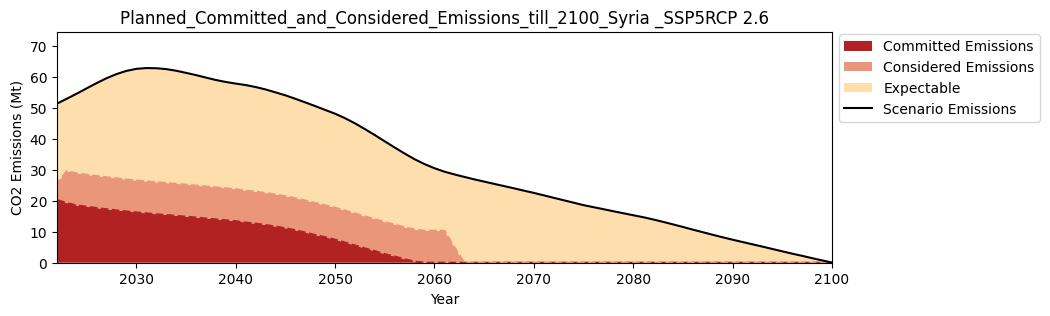 Planned_Committed_and_Considered_Emissions_till_2100_Syria _SSP5RCP 2.6
70
60
50
40
30
20
10
0
CO2 Emissions (Mt)
2030
2040
2050
2060
2070
2080
2090
2100
Year
Committed Emissions
Considered Emissions
Expectable
Scenario Emissions